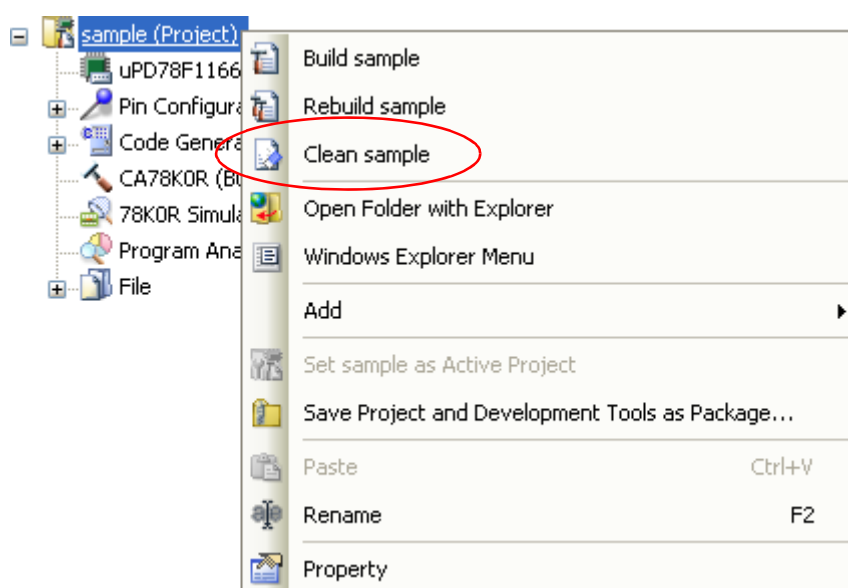 sample (Project)
uPD78F1166
Pin Configura
Code Genera
CA78K0R (Bu
78K0R Simula
Program Ana
File
Build sample
Rebuild sample
Clean sample
Open Folder with Explorer
Windows Explorer Menu
Add
Set sample as Active Project
Save Project and Development Tools as Package...
Paste Ctrl+V
Rename F2
Property